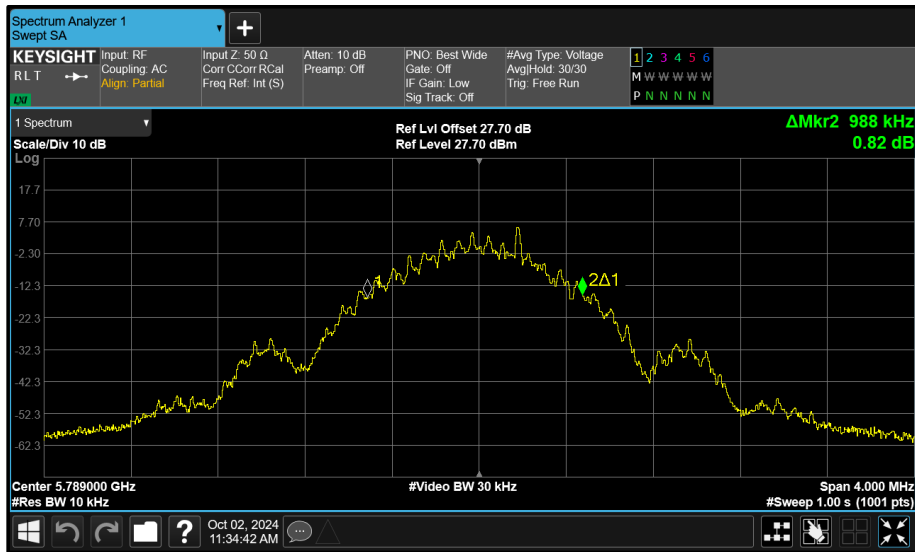 Spectrum Analyzer 1
Swept SA
+
KEYSIGHT
R L T
LXI
Input: RF
Coupling: AC
Align: Partial
Input Z: 50 Ω
Corr CCorr RCal
Freq Ref: Int (S)
Atten: 10 dB
Preamp: Off
PNO: Best Wide
Gate: Off
IF Gain: Low
Sig Track: Off
#Avg Type: Voltage
Avg|Hold: 30/30
Trig: Free Run
1 2 3 4 5 6
M W W W W W
P N N N N N
1 Spectrum
Scale/Div 10 dB
Ref Lvl Offset 27.70 dB
Ref Level 27.70 dBm
ΔMkr2 988 kHz
0.82 dB
Log
17.7
7.70
-2.30
-12.3
-22.3
-32.3
-42.3
-52.3
-62.3
1
2Δ1
Center 5.789000 GHz
#Res BW 10 kHz
#Video BW 30 kHz
Span 4.000 MHz
#Sweep 1.00 s (1001 pts)
?
Oct 02, 2024
11:34:42 AM